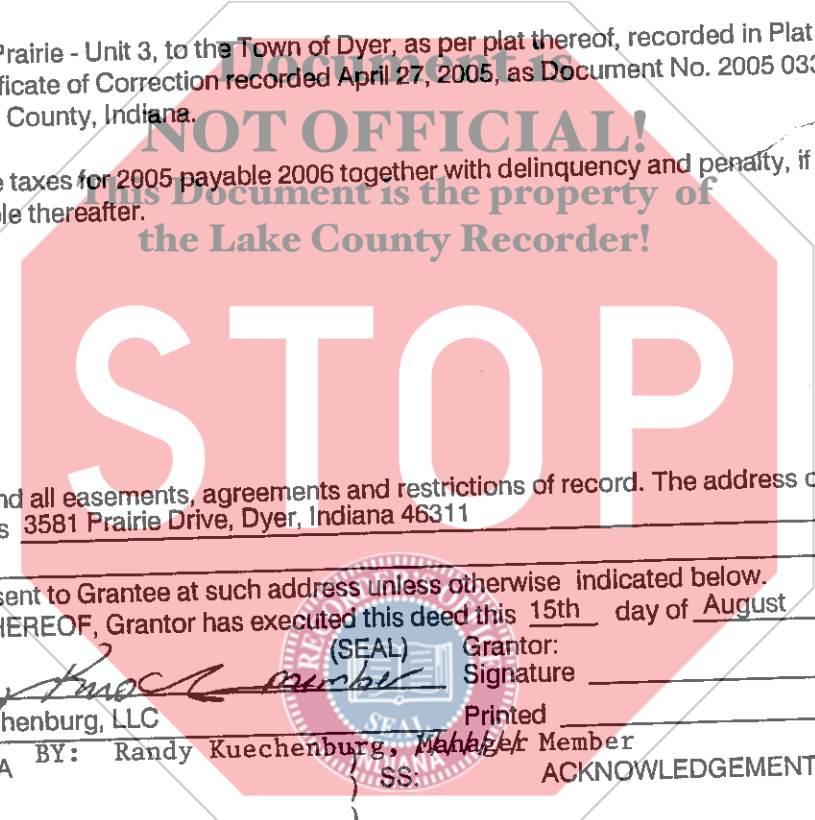 Prairie - Unit 3, to the Town of Dyer, as per plat thereof, recorded in Plat
Document is
ficate of Correction recorded April 27, 2005, as Document No. 2005 033
County, Indiana.
NOT OFFICIAL!
e taxes for 2005 payable 2006 together with delinquency and penalty, if
This Document is the property of
le thereafter.
the Lake County Recorder!
STOP
nd all easements, agreements and restrictions of record. The address o
s 3581 Prairie Drive, Dyer, Indiana 46311
sent to Grantee at such address unless otherwise indicated below.
HEREOF, Grantor has executed this deed this 15th day of August
(SEAL) Grantor:
member Signature
henburg, LLC Printed
SEAL
A BY: Randy Kuechenburg, Manager Member
INDIANA
SS: ACKNOWLEDGEMENT